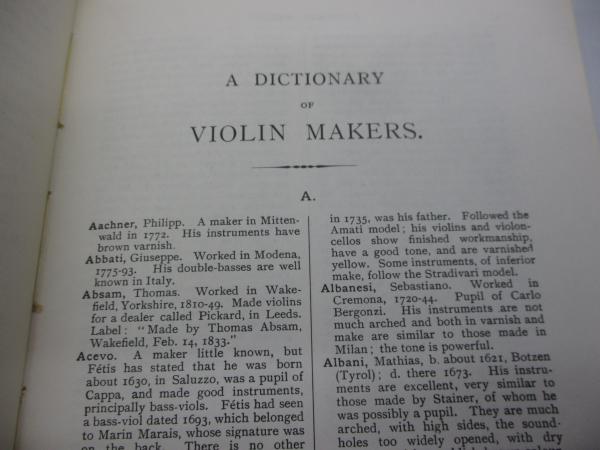 A DICTIONARY
OF
VIOLIN MAKERS.
A.
Aachner, Philipp. A maker in Mitten-
wald in 1772. His instruments have
brown varnish.
Abbati, Giuseppe. Worked in Modena,
1775-93. His double-basses are well
known in Italy.
Absam, Thomas. Worked in Wake-
field, Yorkshire, 1810-49. Made violins
for a dealer called Pickard, in Leeds.
Label: "Made by Thomas Absam,
Wakefield, Feb. 14, 1833."
Acevo. A maker little known, but
Fétis has stated that he was born
about 1630, in Saluzzo, was a pupil of
Cappa, and made good instruments,
principally bass-viols. Fétis had seen
a bass-viol dated 1693, which belonged
to Marin Marais, whose signature was
on the back. There is no other
in 1735, was his father. Followed the
Amati model; his violins and violon-
cellos show finished workmanship,
have a good tone, and are varnished
yellow. Some instruments, of inferior
make, follow the Stradivari model.
Albanesi, Sebastiano. Worked in
Cremona, 1720-44. Pupil of Carlo
Bergonzi. His instruments are not
much arched and both in varnish and
make are similar to those made in
Milan; the tone is powerful.
Albani, Mathias, b. about 1621, Botzen
(Tyrol); d. there 1673. His instru-
ments are excellent, very similar to
those made by Stainer, of whom he
was possibly a pupil. They are much
arched, with high sides, the sound-
holes too widely opened, with dry